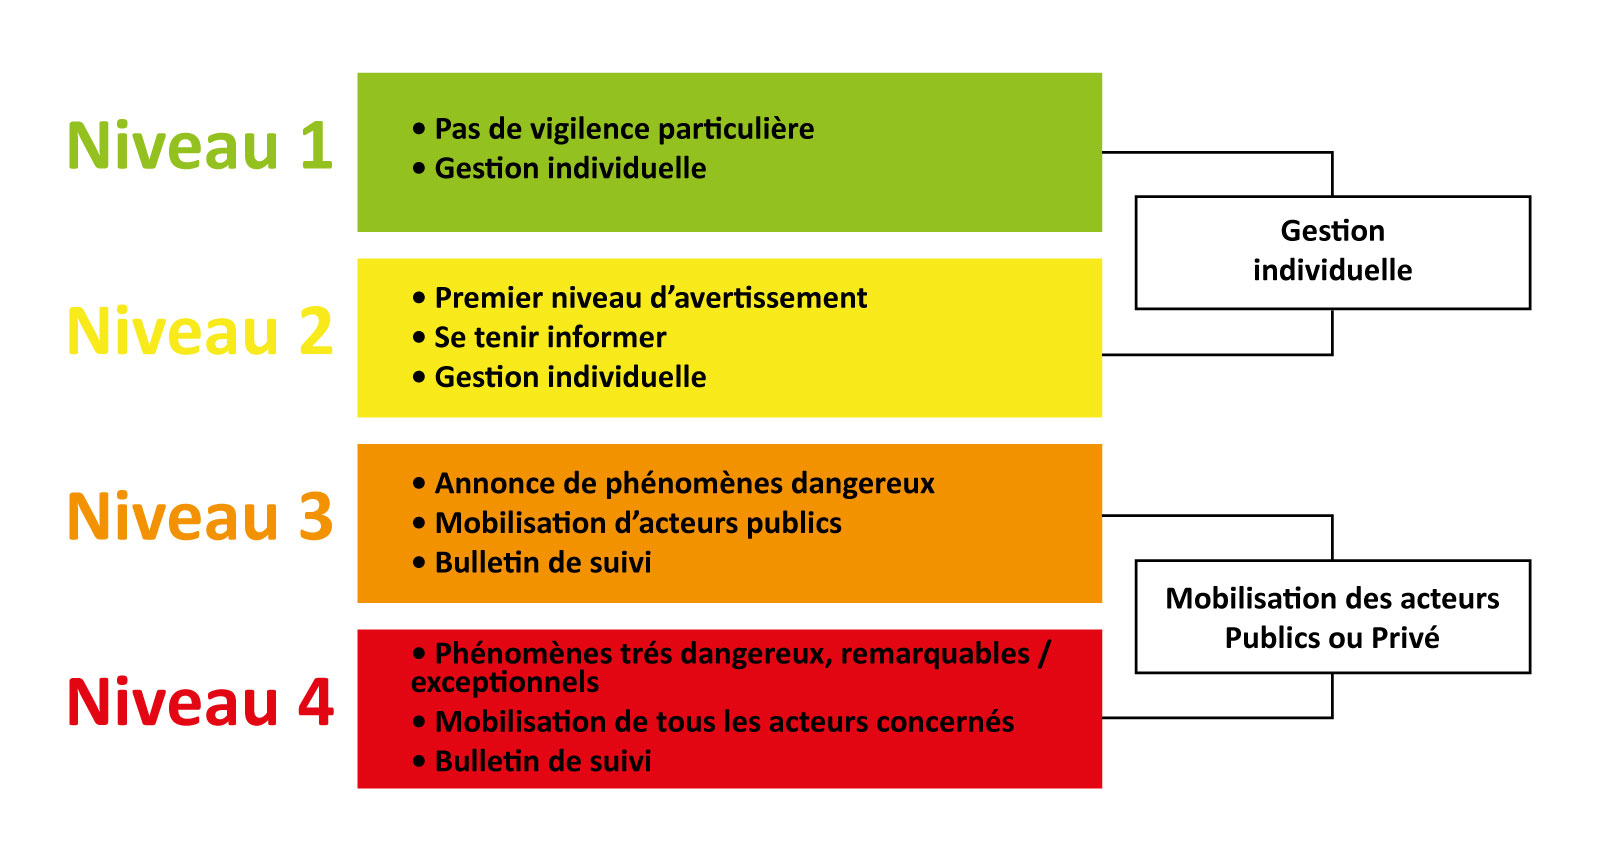 Niveau 1
• Pas de vigilence particulière
• Gestion individuelle
Niveau 2
• Premier niveau d’avertissement
• Se tenir informer
• Gestion individuelle
Gestion
individuelle
Niveau 3
• Annonce de phénomènes dangereux
• Mobilisation d’acteurs publics
• Bulletin de suivi
Niveau 4
• Phénomènes trés dangereux, remarquables /
exceptionnels
• Mobilisation de tous les acteurs concernés
• Bulletin de suivi
Mobilisation des acteurs
Publics ou Privé